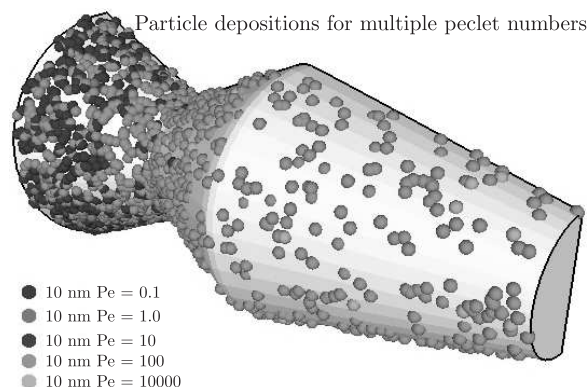 Particle depositions for multiple peclet numbers
10 nm Pe = 0.1
10 nm Pe = 1.0
10 nm Pe = 10
10 nm Pe = 100
10 nm Pe = 10000